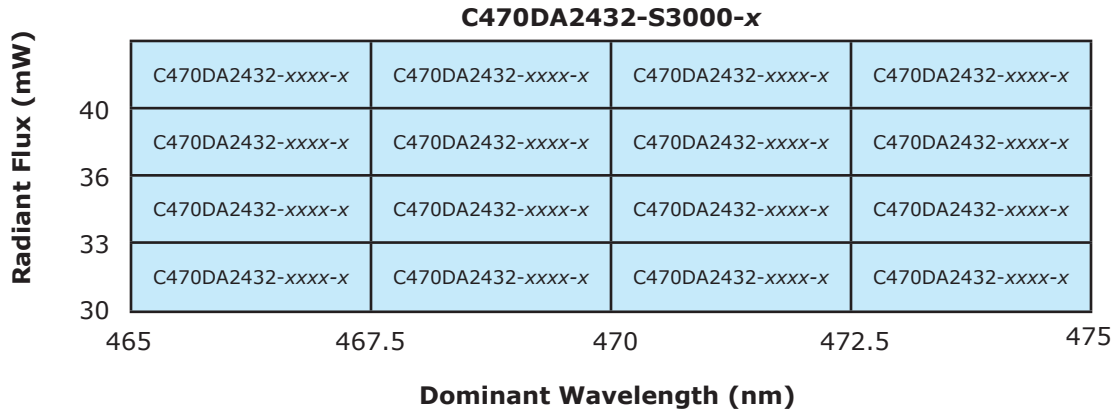 C470DA2432-S3000-x
Radiant Flux (mW)
C470DA2432-xxxx-x C470DA2432-xxxx-x C470DA2432-xxxx-x C470DA2432-xxxx-x
40
C470DA2432-xxxx-x C470DA2432-xxxx-x C470DA2432-xxxx-x C470DA2432-xxxx-x
36
C470DA2432-xxxx-x C470DA2432-xxxx-x C470DA2432-xxxx-x C470DA2432-xxxx-x
33
C470DA2432-xxxx-x C470DA2432-xxxx-x C470DA2432-xxxx-x C470DA2432-xxxx-x
30
465 467.5 470 472.5 475
Dominant Wavelength (nm)